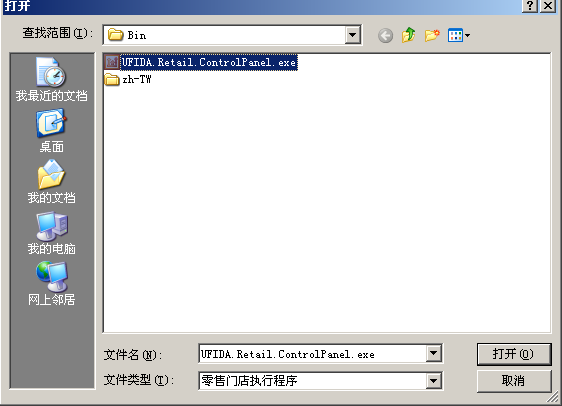 打开
查找范围(I):
Bin
UFIDA.Retail.ControlPanel.exe
zh-TW
我最近的文档
桌面
我的文档
我的电脑
网上邻居
文件名(N):
UFIDA.Retail.ControlPanel.exe
打开(O)
文件类型(T):
零售门店执行程序
取消